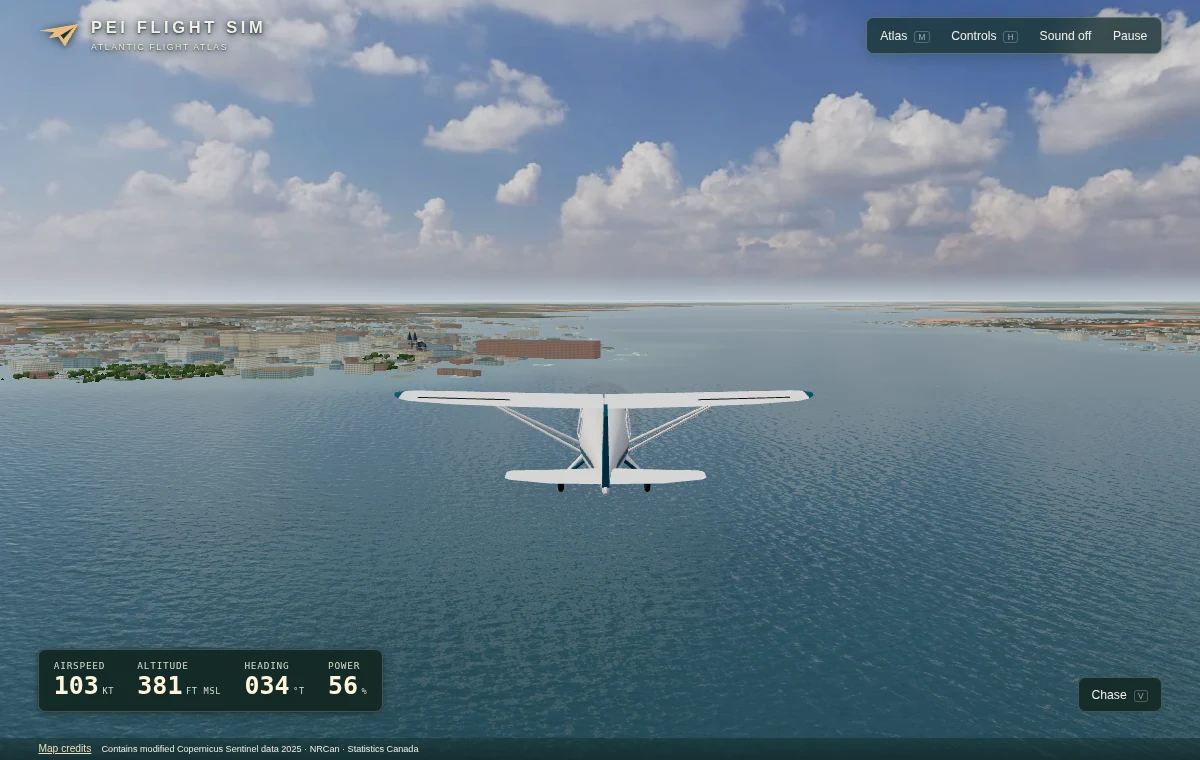 PEI FLIGHT SIM
ATLANTIC FLIGHT ATLAS
Atlas M Controls H Sound off Pause
AIRSPEED ALTITUDE HEADING POWER
103 KT 381 FT MSL 034 °T 56 %
Chase V
Map credits Contains modified Copernicus Sentinel data 2025 · NRCan · Statistics Canada